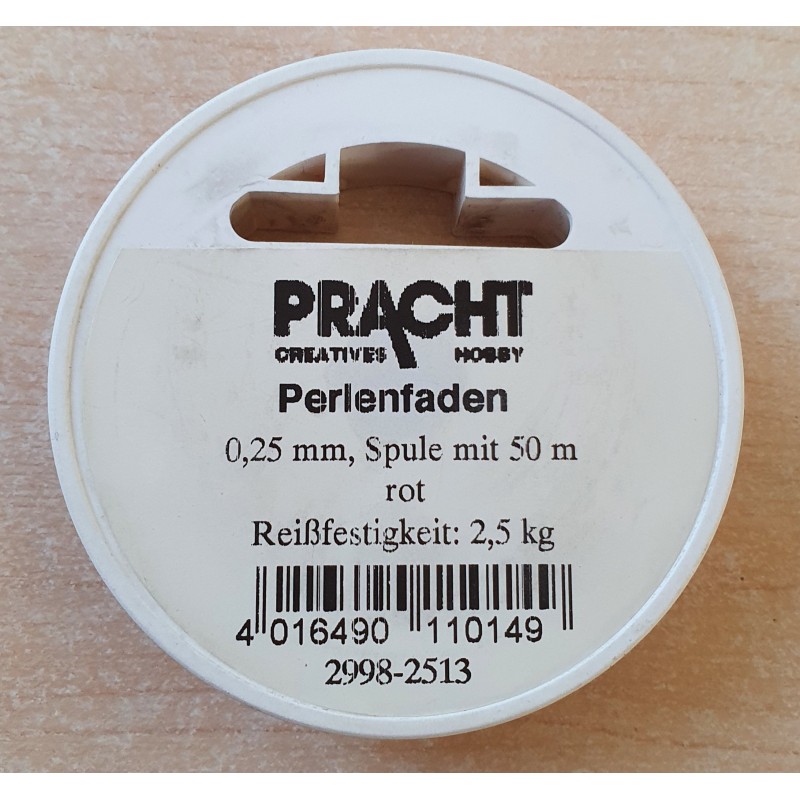 PRACHT
CREATIVES HOBBY
Perlenfaden
0,25 mm, Spule mit 50 m
rot
Reißfestigkeit: 2,5 kg
4 016490 110149
2998-2513